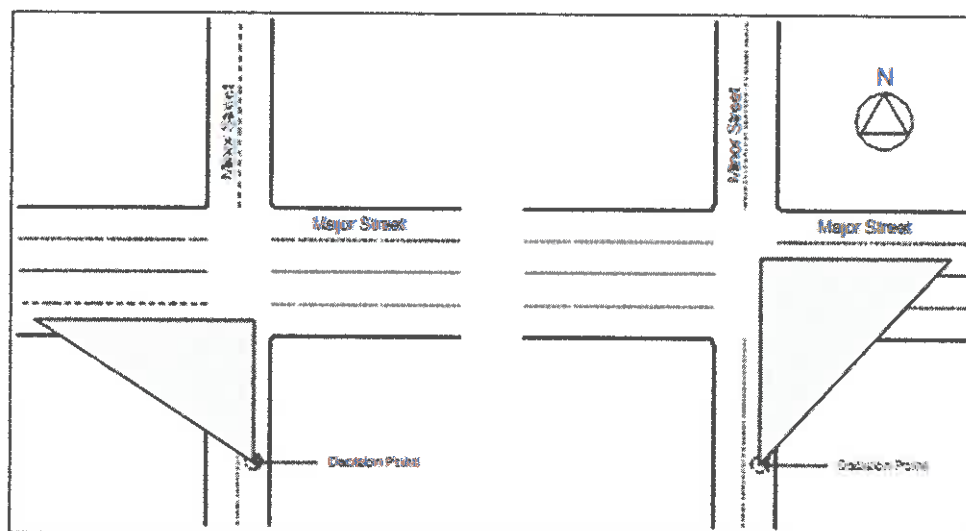 N
Minor Street
Minor Street
Major Street
Major Street
Decision Point
Decision Point